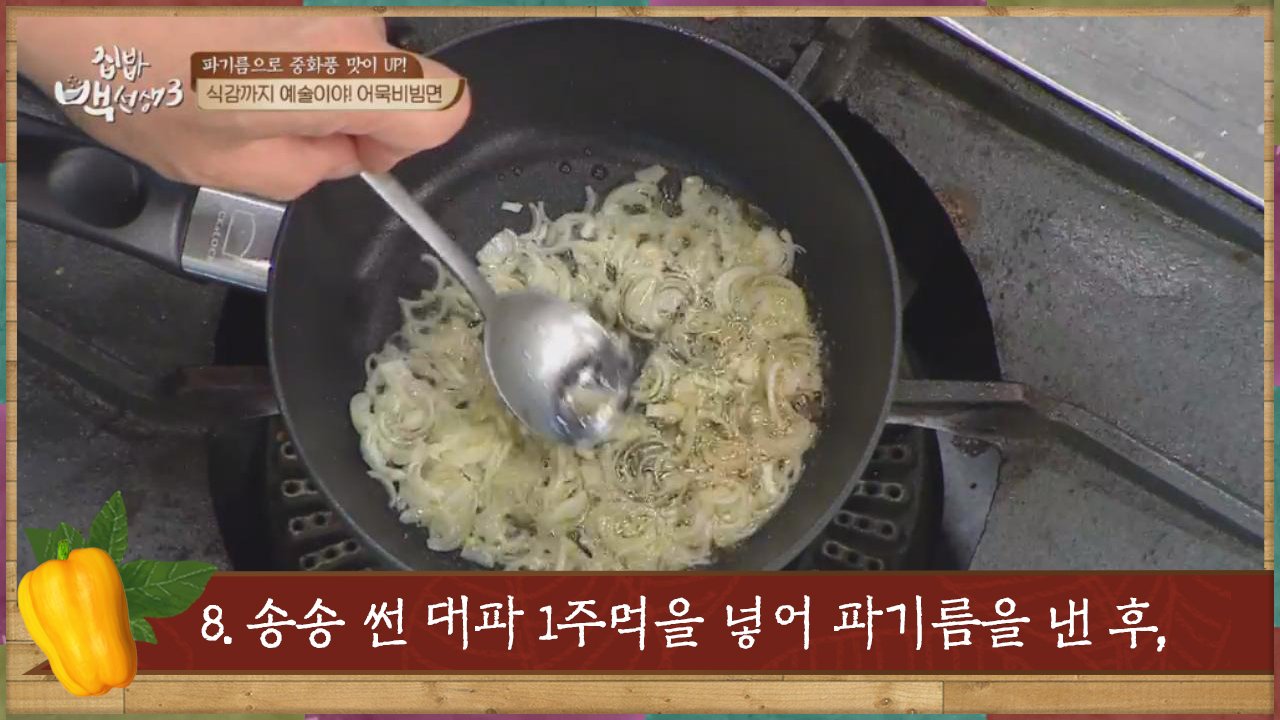 집밥
백선생3
파기름으로 중화풍 맛이 UP!
식감까지 예술이야! 어묵비빔면
8. 송송 썬 대파 1주먹을 넣어 파기름을 낸 후,